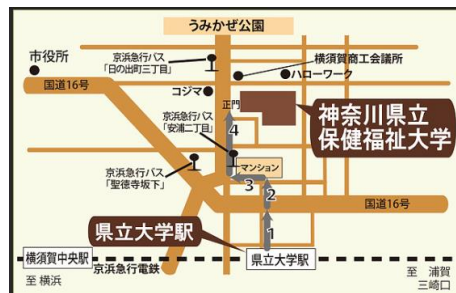 うみかぜ公園
市役所
京浜急行バス
「日の出町三丁目」
横須賀商工会議所
ハローワーク
国道16号
コジマ
正門
神奈川県立
保健福祉大学
京浜急行バス
「安浦二丁目」
4
マンション
京浜急行バス
「聖徳寺坂下」
3
2
国道16号
県立大学駅
1
横須賀中央駅
県立大学駅
至 横浜
京浜急行電鉄
至 浦賀
三崎口